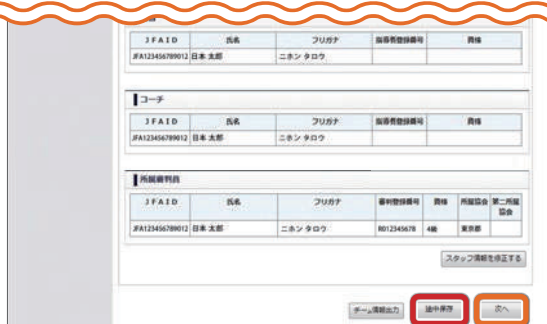 JFAID 氏名 フリガナ 指導者登録番号 資格
JFA123456789012 日本 太郎 ニホン タロウ
コーチ
JFAID 氏名 フリガナ 指導者登録番号 資格
JFA123456789012 日本 太郎 ニホン タロウ
所属審判員
JFAID 氏名 フリガナ 審判登録番号 資格 所属協会 第二所属協会
JFA123456789012 日本 太郎 ニホン タロウ R012345678 4級 東京都
スタッフ情報を修正する
チーム情報出力 途中保存 次へ